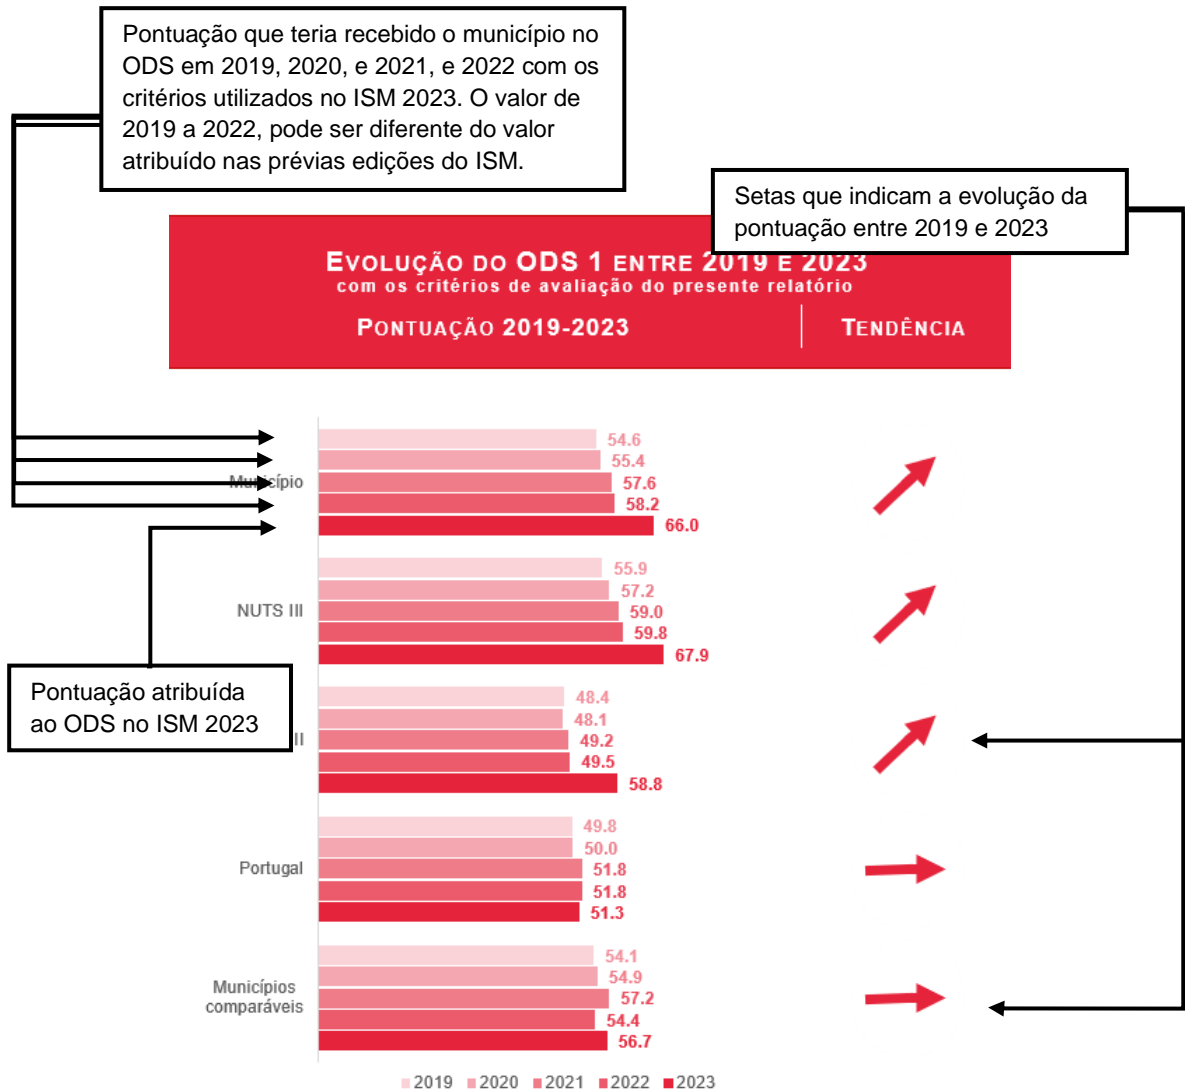 Pontuação que teria recebido o município no
ODS em 2019, 2020, e 2021, e 2022 com os
critérios utilizados no ISM 2023. O valor de
2019 a 2022, pode ser diferente do valor
atribuído nas prévias edições do ISM.
Setas que indicam a evolução da
pontuação entre 2019 e 2023
EVOLUÇÃO DO ODS 1 ENTRE 2019 E 2023
com os critérios de avaliação do presente relatório
PONTUAÇÃO 2019-2023
TENDÊNCIA
Município
54.6
55.4
57.6
58.2
66.0
NUTS III
55.9
57.2
59.0
59.8
67.9
Pontuação atribuída
ao ODS no ISM 2023
II
48.4
48.1
49.2
49.5
58.8
Portugal
49.8
50.0
51.8
51.8
51.3
Municípios
comparáveis
54.1
54.9
57.2
54.4
56.7
2019 2020 2021 2022 2023